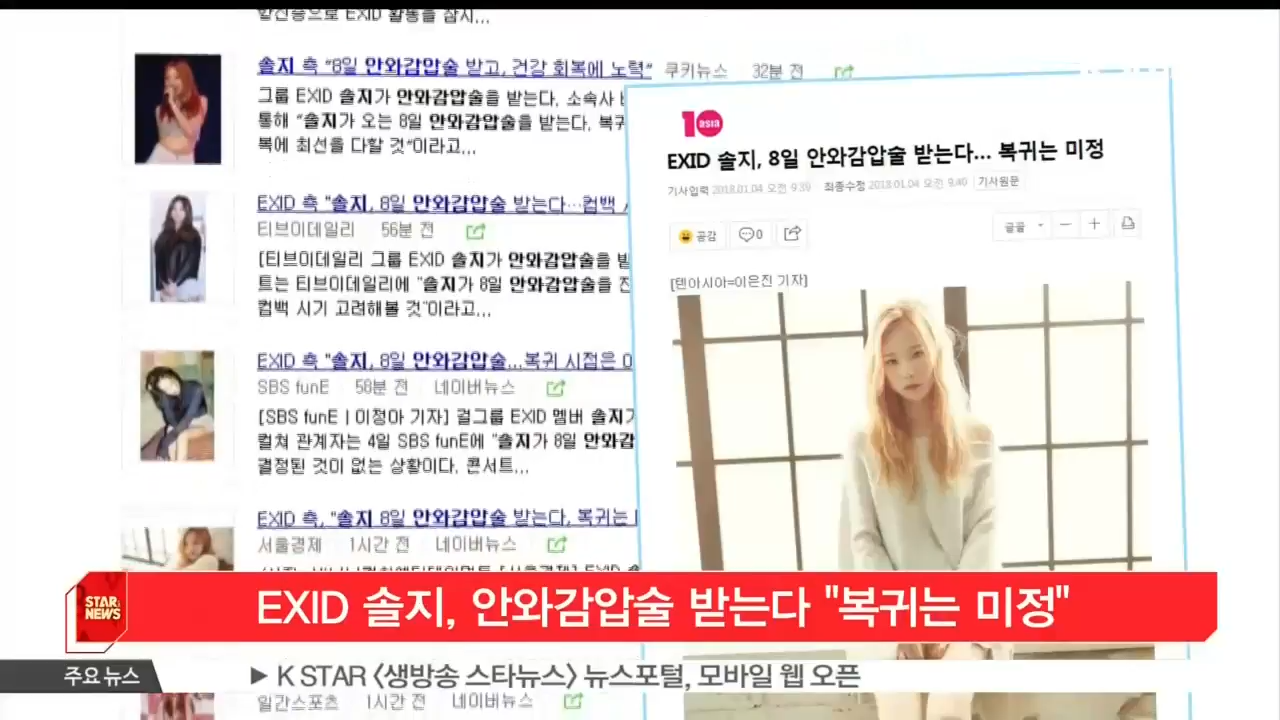 활진증으로 EXID 활동을 잠시...
솔지 측 "8일 안와감압술 받고, 건강 회복에 노력" 쿠키뉴스 32분 전
그룹 EXID 솔지가 안와감압술을 받는다. 소속사
통해 "솔지가 오는 8일 안와감압술을 받는다. 복귀
복에 최선을 다할 것"이라고...
EXID 측 "솔지, 8일 안와감압술 받는다…컴백
티브이데일리 56분 전
[티브이데일리 그룹 EXID 솔지가 안와감압술을 받
트는 티브이데일리에 "솔지가 8일 안와감압술을 진
컴백 시기 고려해볼 것"이라고...
EXID 측 "솔지, 8일 안와감압술...복귀 시점은
SBS funE 58분 전 네이버뉴스
[SBS funE | 이정아 기자] 걸그룹 EXID 멤버 솔지가
컬쳐 관계자는 4일 SBS funE에 "솔지가 8일 안와감
결정된 것이 없는 상황이다. 콘서트...
EXID 측, "솔지 8일 안와감압술 받는다, 복귀는
서울경제 1시간 전 네이버뉴스
일간스포츠 1시간 전 네이버뉴스
10 asia
EXID 솔지, 8일 안와감압술 받는다... 복귀는 미정
기사입력 2018.01.04 오전 9:39 최종수정 2018.01.04 오전 9:40 기사원문
공감 0 글꼴 - +
[텐아시아=이은진 기자]
STAR NEWS
EXID 솔지, 안와감압술 받는다 "복귀는 미정"
주요뉴스 ▶ K STAR <생방송 스타뉴스> 뉴스포털, 모바일 웹 오픈